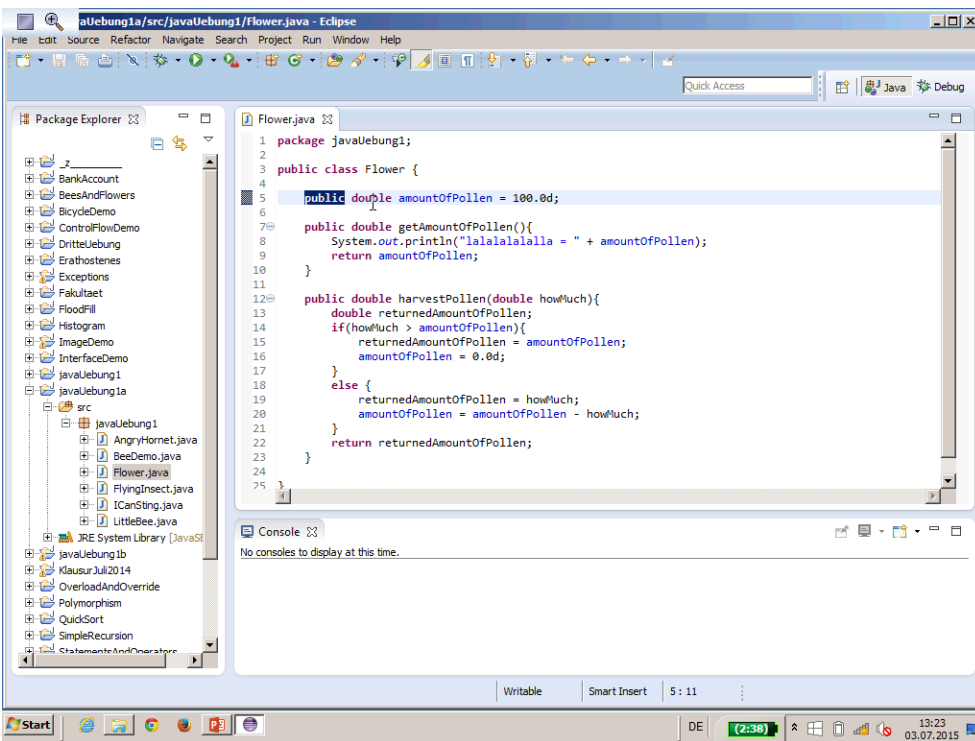 avaUebung1a/src/javaUebung1/Flower.java - Eclipse
File Edit Source Refactor Navigate Search Project Run Window Help
Quick Access
Java
Debug
Package Explorer
_z_________
BankAccount
BeesAndFlowers
BicycleDemo
ControlFlowDemo
DritteUebung
Erathostenes
Exceptions
Fakultaet
FloodFill
Histogram
ImageDemo
InterfaceDemo
javaUebung1
javaUebung1a
src
javaUebung1
AngryHornet.java
BeeDemo.java
Flower.java
FlyingInsect.java
ICanSting.java
LittleBee.java
JRE System Library [JavaSE
javaUebung1b
KlausurJuli2014
OverloadAndOverride
Polymorphism
QuickSort
SimpleRecursion
StatementsAndOperators
Flower.java
1 package javaUebung1;
2
3 public class Flower {
4
5 public double amountOfPollen = 100.0d;
6
7 public double getAmountOfPollen(){
8 System.out.println("lalalalalalla = " + amountOfPollen);
9 return amountOfPollen;
10 }
11
12 public double harvestPollen(double howMuch){
13 double returnedAmountOfPollen;
14 if(howMuch > amountOfPollen){
15 returnedAmountOfPollen = amountOfPollen;
16 amountOfPollen = 0.0d;
17 }
18 else {
19 returnedAmountOfPollen = howMuch;
20 amountOfPollen = amountOfPollen - howMuch;
21 }
22 return returnedAmountOfPollen;
23 }
24
25 }
Console
No consoles to display at this time.
Writable
Smart Insert
5 : 11
Start
DE
(2:38)
13:23
03.07.2015